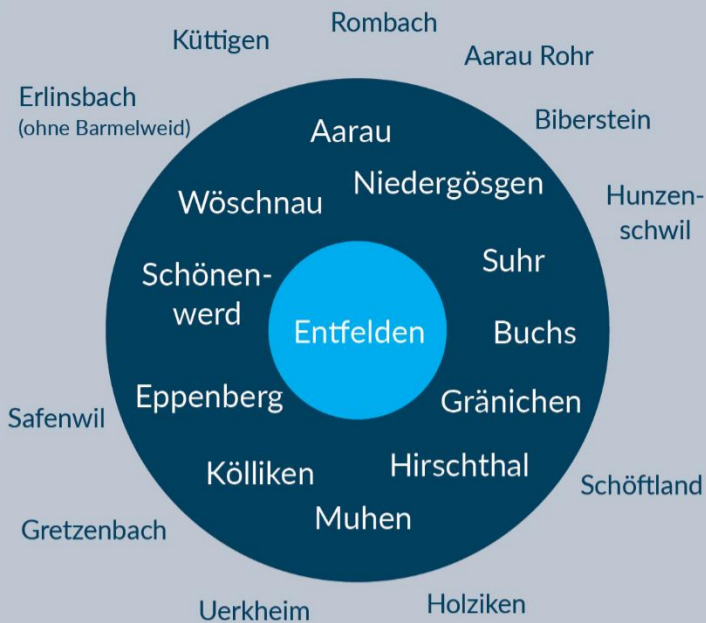 Rombach
Küttigen
Aarau Rohr
Erlinsbach
(ohne Barmelweid)
Biberstein
Aarau
Niedergösgen
Wöschnau
Hunzen-
schwil
Suhr
Schönen-
werd
Entfelden
Buchs
Eppenberg
Gränichen
Safenwil
Kölliken
Hirschthal
Schöftland
Muhen
Gretzenbach
Uerkheim
Holziken